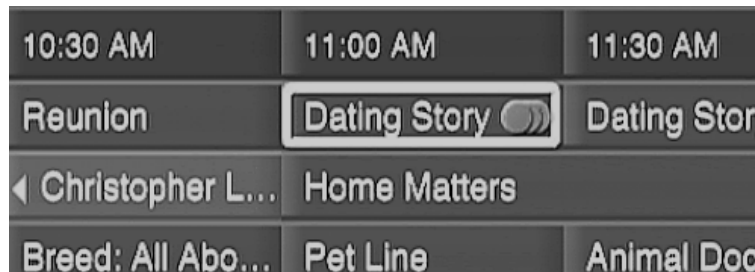 10:30 AM 11:00 AM 11:30 AM
Reunion Dating Story Dating Stor
Christopher L... Home Matters
Breed: All Abo... Pet Line Animal Doc